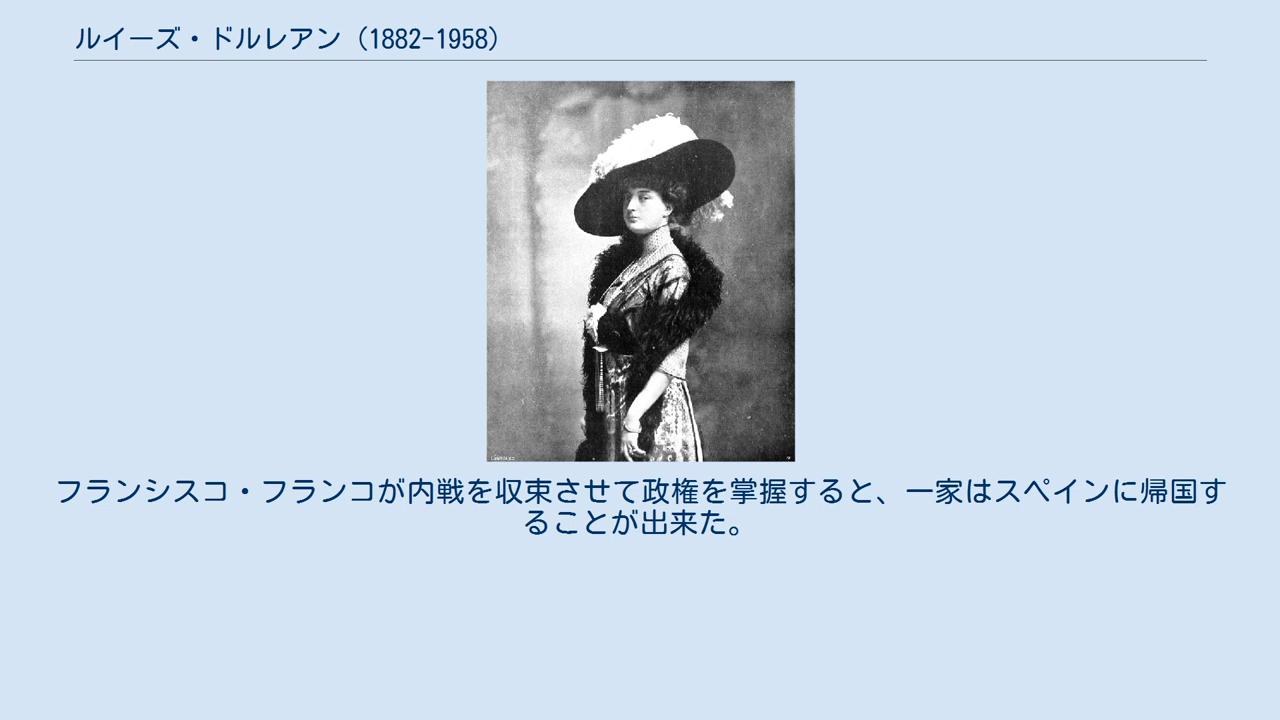 ルイーズ・ドルレアン（1882-1958）
フランシスコ・フランコが内戦を収束させて政権を掌握すると、一家はスペインに帰国す
ることが出来た。